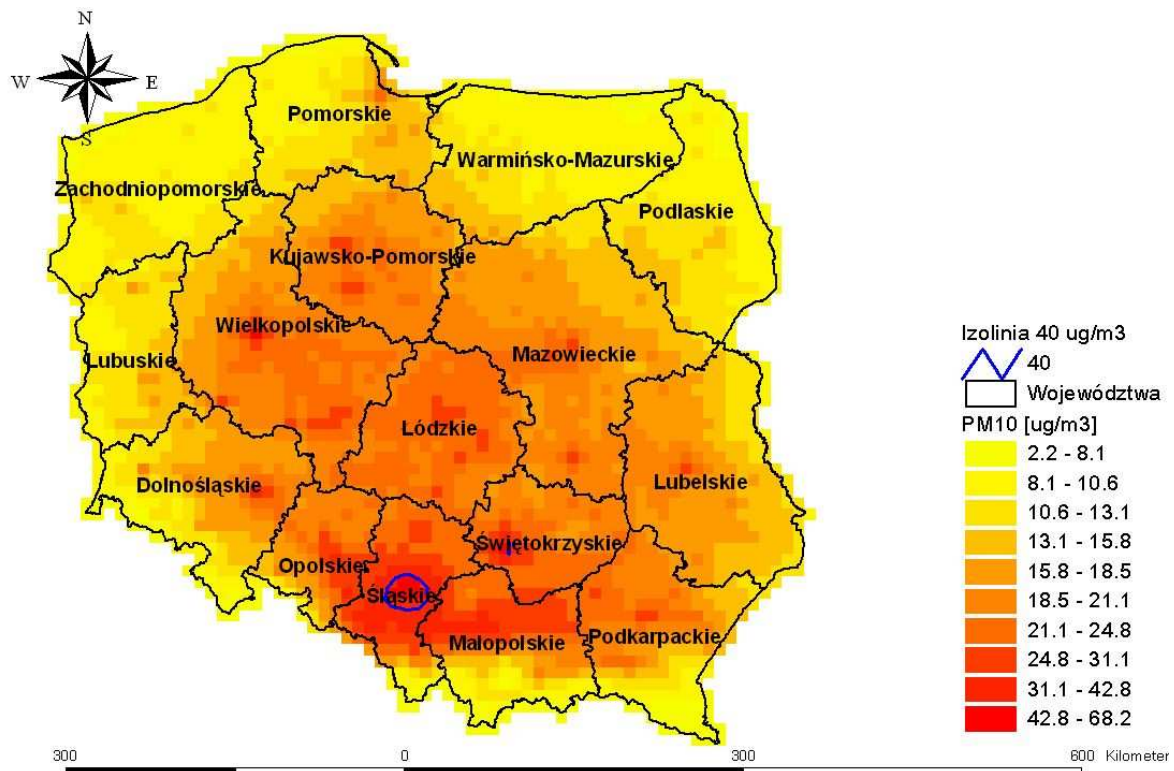 N
W E
S
Pomorskie
Warmińsko-Mazurskie
Zachodniopomorskie
Podlaskie
Kujawsko-Pomorskie
Wielkopolskie
Mazowieckie
Lubuskie
Łódzkie
Dolnośląskie
Lubelskie
Świętokrzyskie
Opolskie
Śląskie
Małopolskie
Podkarpackie
Izolinia 40 ug/m3
40
Województwa
PM10 [ug/m3]
2.2 - 8.1
8.1 - 10.6
10.6 - 13.1
13.1 - 15.8
15.8 - 18.5
18.5 - 21.1
21.1 - 24.8
24.8 - 31.1
31.1 - 42.8
42.8 - 68.2
300 0 300 600 Kilometer